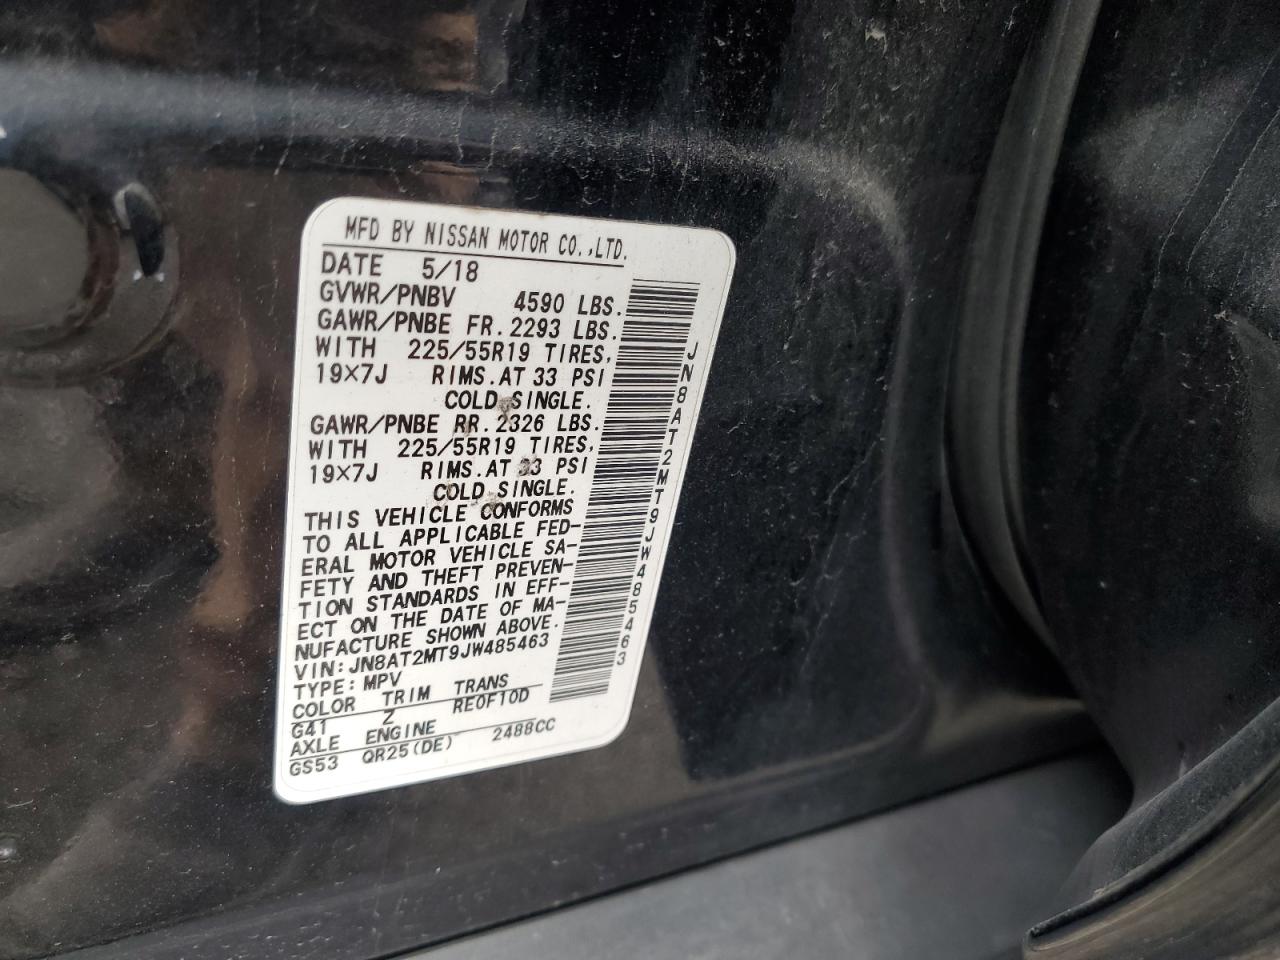 MFD BY NISSAN MOTOR CO.,LTD.
DATE 5/18
GVWR/PNBV 4590 LBS.
GAWR/PNBE FR.2293 LBS.
WITH 225/55R19 TIRES,
19×7J RIMS.AT 33 PSI
COLD SINGLE.
GAWR/PNBE RR.2326 LBS.
WITH 225/55R19 TIRES,
19×7J RIMS.AT 33 PSI
COLD SINGLE.
THIS VEHICLE CONFORMS
TO ALL APPLICABLE FED-
ERAL MOTOR VEHICLE SA-
FETY AND THEFT PREVEN-
TION STANDARDS IN EFF-
ECT ON THE DATE OF MA-
NUFACTURE SHOWN ABOVE.
VIN:JN8AT2MT9JW485463
TYPE:MPV
COLOR TRIM TRANS
G41 Z RE0F10D
AXLE ENGINE
GS53 QR25(DE) 2488CC
JN8AT2MT9JW485463